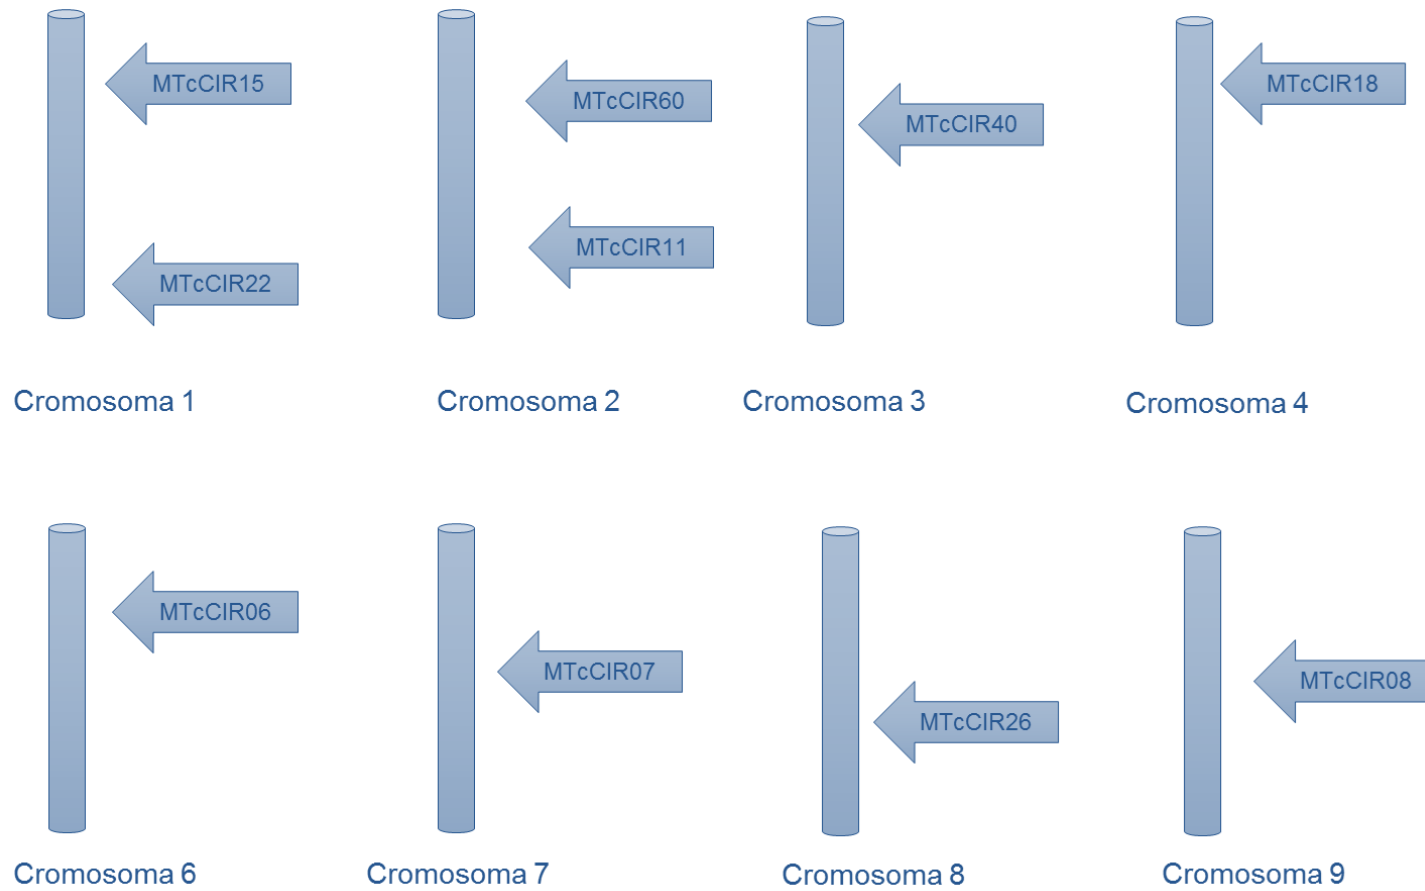 MTcCIR15
MTcCIR60
MTcCIR40
MTcCIR18
MTcCIR22
MTcCIR11
Cromosoma 1
Cromosoma 2
Cromosoma 3
Cromosoma 4
MTcCIR06
MTcCIR07
MTcCIR26
MTcCIR08
Cromosoma 6
Cromosoma 7
Cromosoma 8
Cromosoma 9